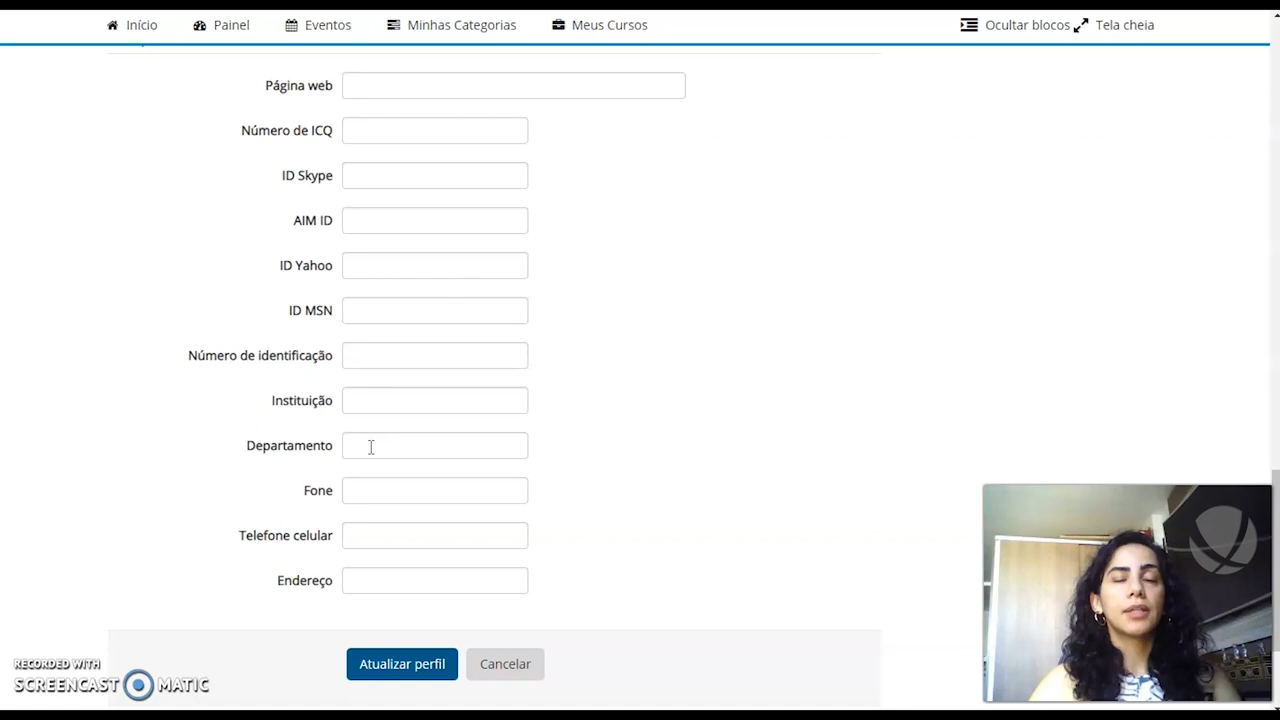 Início Painel Eventos Minhas Categorias Meus Cursos Ocultar blocos Tela cheia
Página web
Número de ICQ
ID Skype
AIM ID
ID Yahoo
ID MSN
Número de identificação
Instituição
Departamento
Fone
Telefone celular
Endereço
Atualizar perfil Cancelar
RECORDED WITH
SCREENCAST MATIC